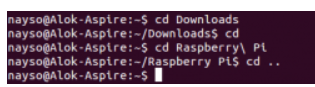 nayso@Alok-Aspire:~$ cd Downloads
nayso@Alok-Aspire:~/Downloads$ cd
nayso@Alok-Aspire:~$ cd Raspberry\ Pi
nayso@Alok-Aspire:~/Raspberry Pi$ cd ..
nayso@Alok-Aspire:~$